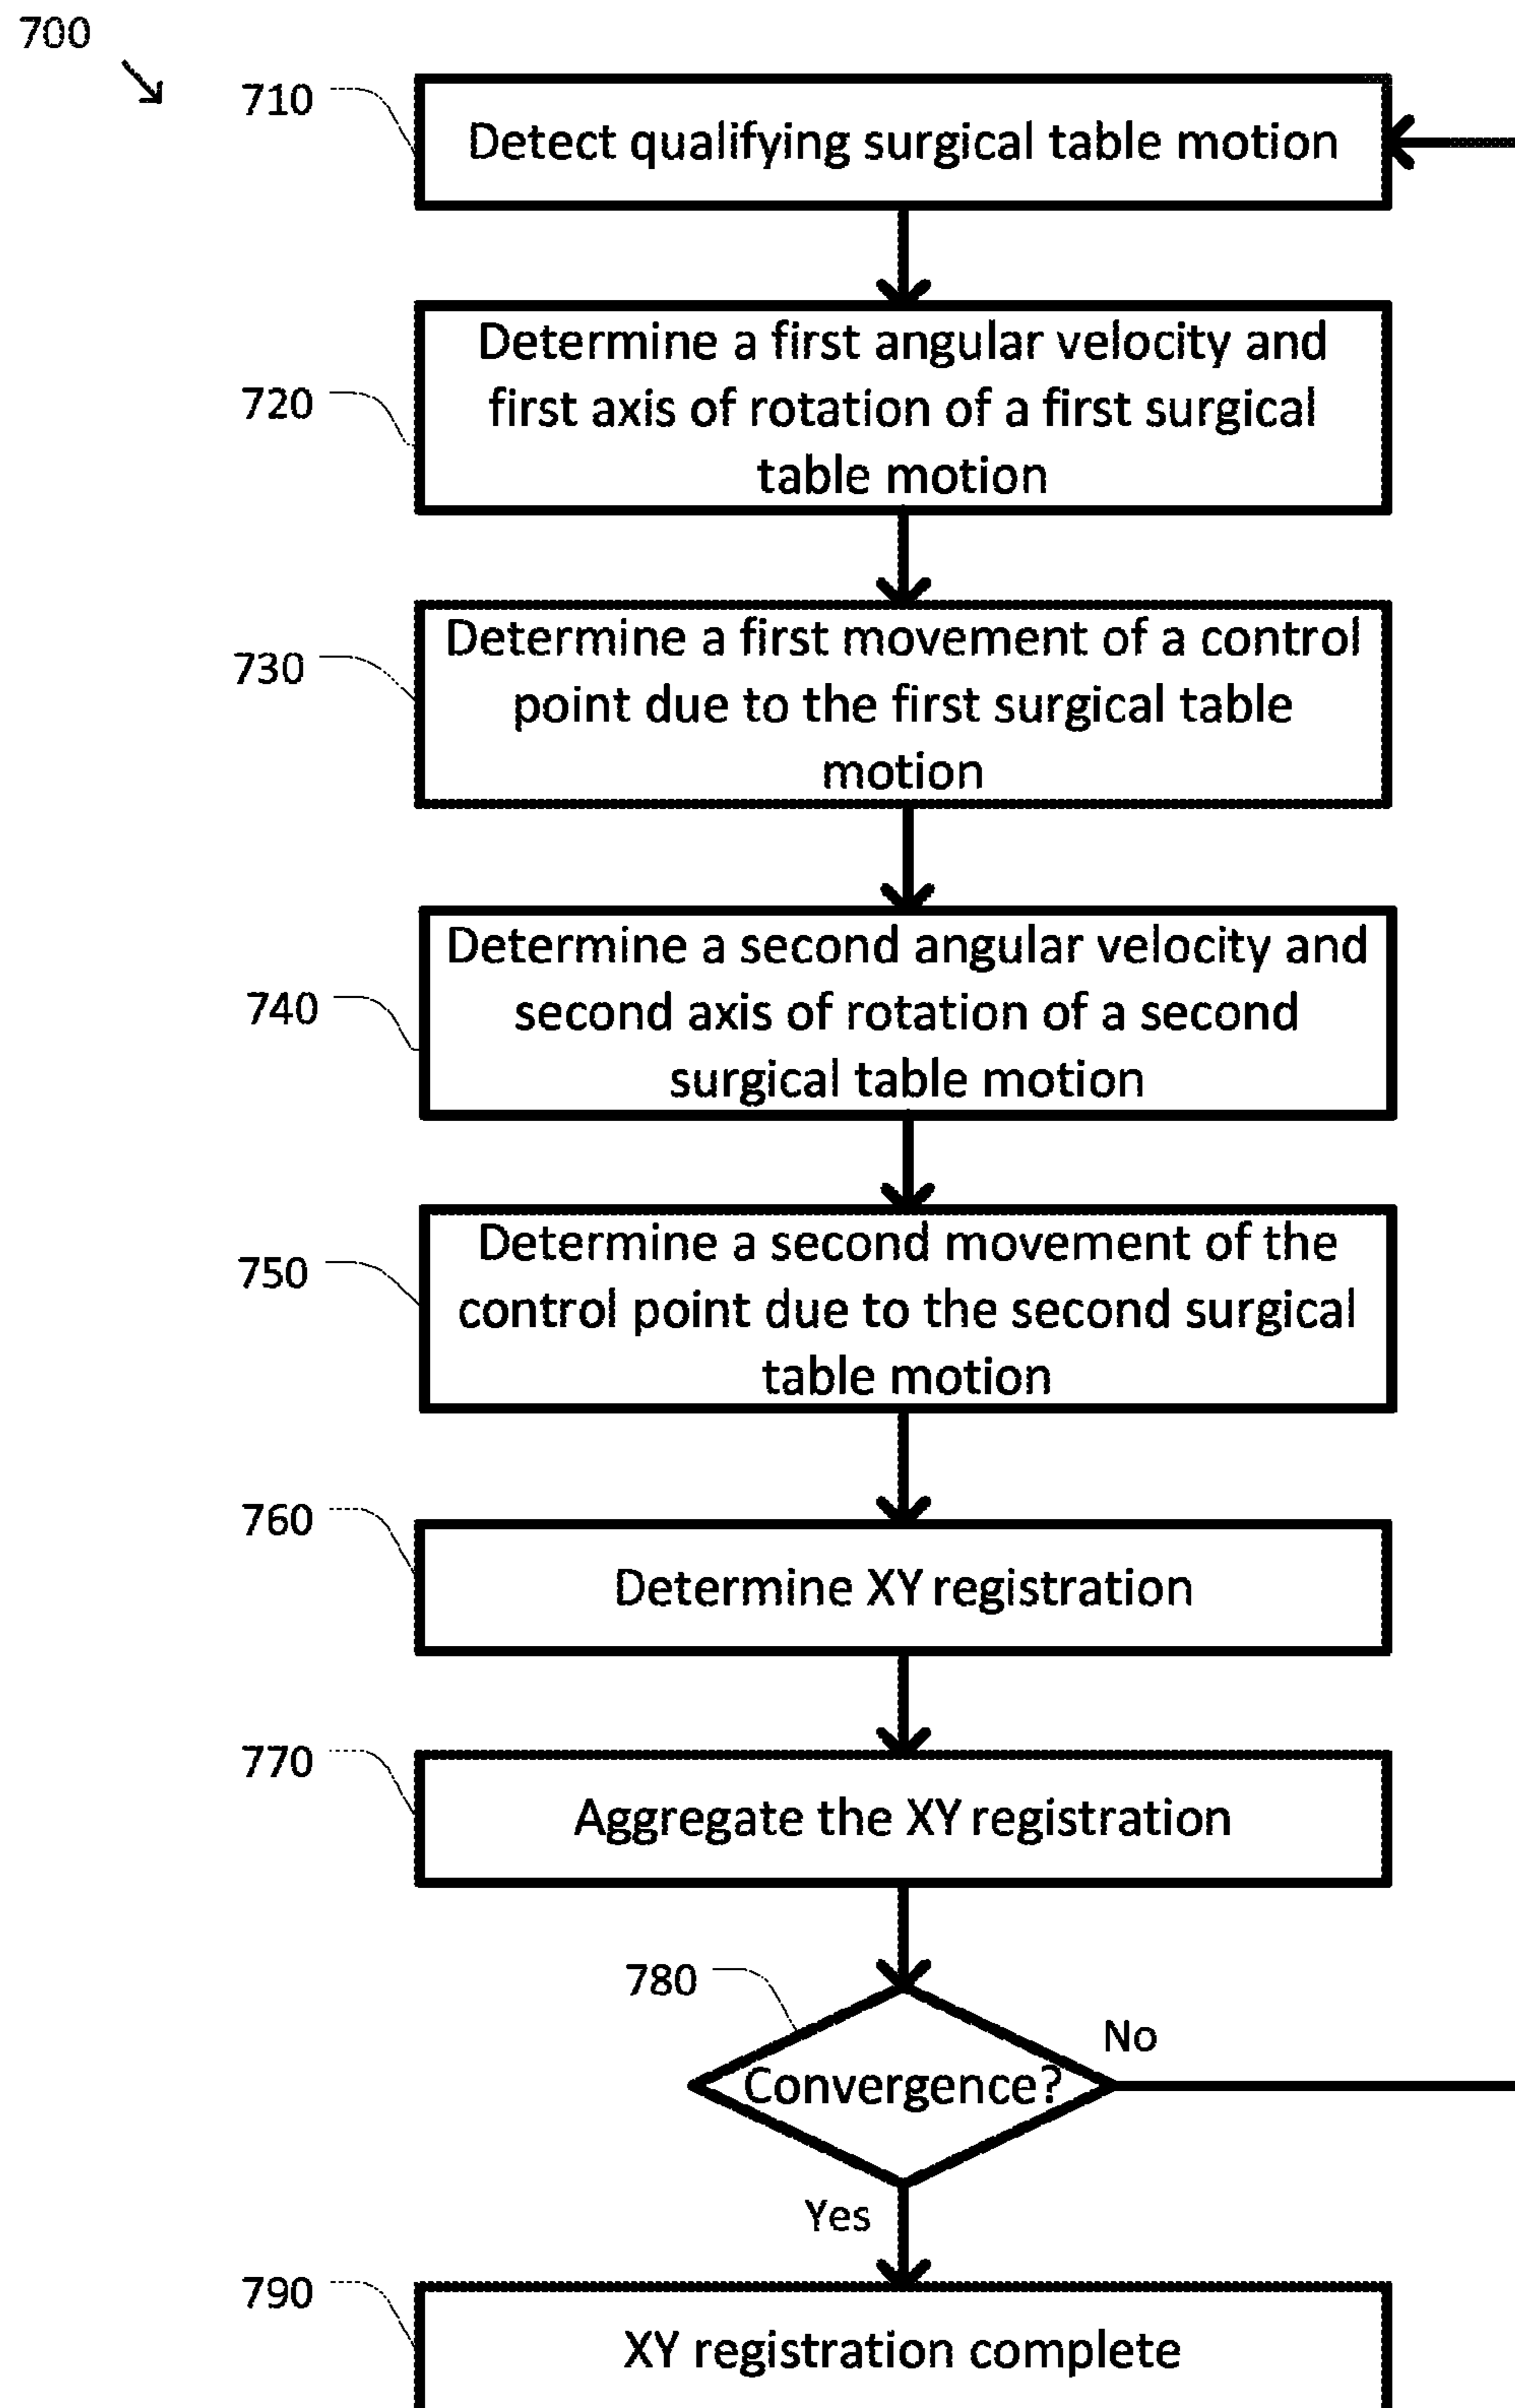 700
710
Detect qualifying surgical table motion
720
Determine a first angular velocity and
first axis of rotation of a first surgical
table motion
730
Determine a first movement of a control
point due to the first surgical table
motion
740
Determine a second angular velocity and
second axis of rotation of a second
surgical table motion
750
Determine a second movement of the
control point due to the second surgical
table motion
760
Determine XY registration
770
Aggregate the XY registration
780
No
Convergence?
Yes
790
XY registration complete